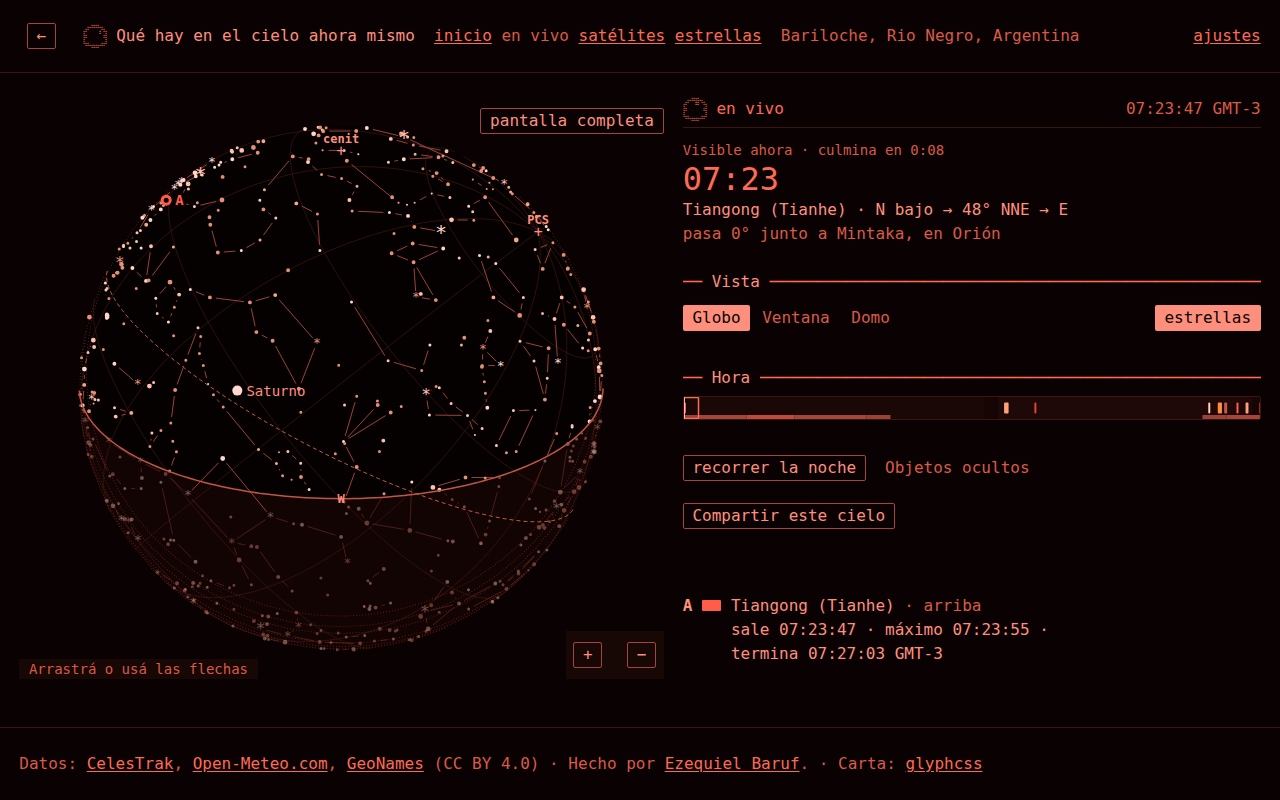 ←
Qué hay en el cielo ahora mismo inicio en vivo satélites estrellas Bariloche, Rio Negro, Argentina ajustes
pantalla completa
cenit
A
PCS
Saturno
W
Arrastrá o usá las flechas
+ −
en vivo 07:23:47 GMT-3
Visible ahora · culmina en 0:08
07:23
Tiangong (Tianhe) · N bajo → 48° NNE → E
pasa 0° junto a Mintaka, en Orión
Vista
Globo Ventana Domo estrellas
Hora
recorrer la noche Objetos ocultos
Compartir este cielo
A Tiangong (Tianhe) · arriba
sale 07:23:47 · máximo 07:23:55 ·
termina 07:27:03 GMT-3
Datos: CelesTrak, Open-Meteo.com, GeoNames (CC BY 4.0) · Hecho por Ezequiel Baruf. · Carta: glyphcss